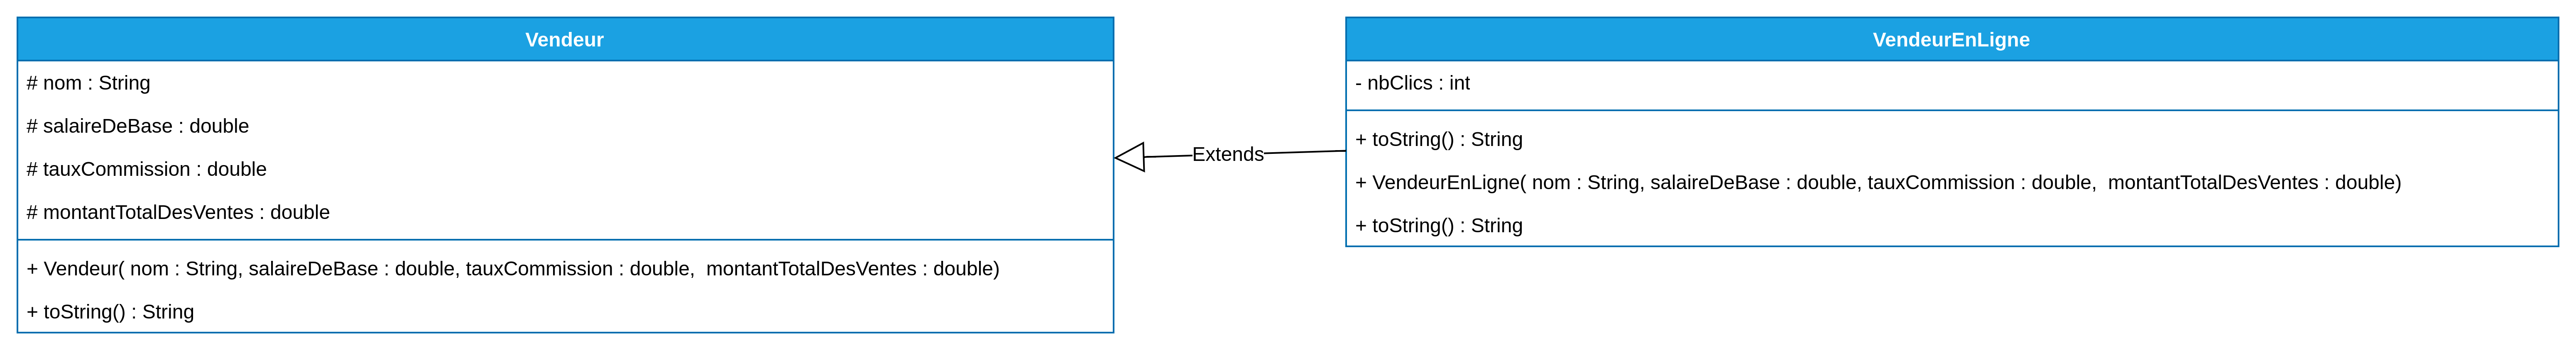 Vendeur
# nom : String
# salaireDeBase : double
# tauxCommission : double
# montantTotalDesVentes : double
+ Vendeur( nom : String, salaireDeBase : double, tauxCommission : double,  montantTotalDesVentes : double)
+ toString() : String
Extends
VendeurEnLigne
- nbClics : int
+ toString() : String
+ VendeurEnLigne( nom : String, salaireDeBase : double, tauxCommission : double,  montantTotalDesVentes : double)
+ toString() : String